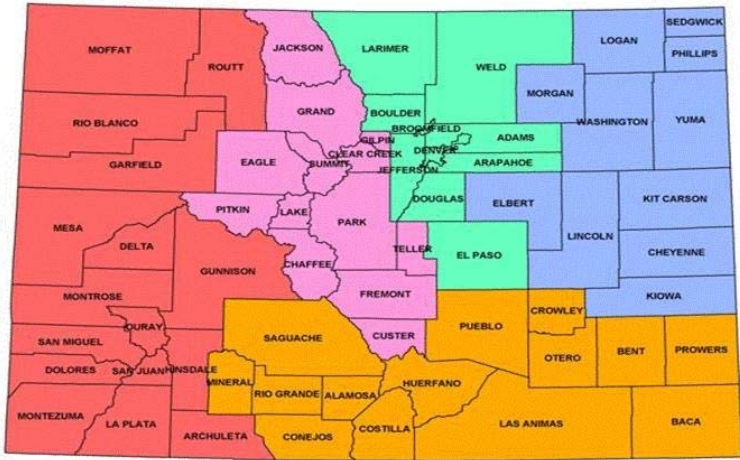 SEDGWICK
LOGAN
JACKSON
MOFFAT
LARIMER
PHILLIPS
ROUTT
WELD
MORGAN
GRAND
BOULDER
WASHINGTON
YUMA
RIO BLANCO
BROOMFIELD
GILPIN
ADAMS
DENVER
CLEAR CREEK
GARFIELD
EAGLE
SUMMIT
ARAPAHOE
JEFFERSON
DOUGLAS
ELBERT
KIT CARSON
PITKIN
LAKE
PARK
MESA
DELTA
TELLER
EL PASO
LINCOLN
CHEYENNE
CHAFFEE
GUNNISON
MONTROSE
FREMONT
KIOWA
CROWLEY
OURAY
PUEBLO
CUSTER
SAGUACHE
SAN MIGUEL
BENT
PROWERS
OTERO
DOLORES
SAN JUAN
HINSDALE
MINERAL
HUERFANO
RIO GRANDE
ALAMOSA
MONTEZUMA
LA PLATA
LAS ANIMAS
BACA
COSTILLA
ARCHULETA
CONEJOS